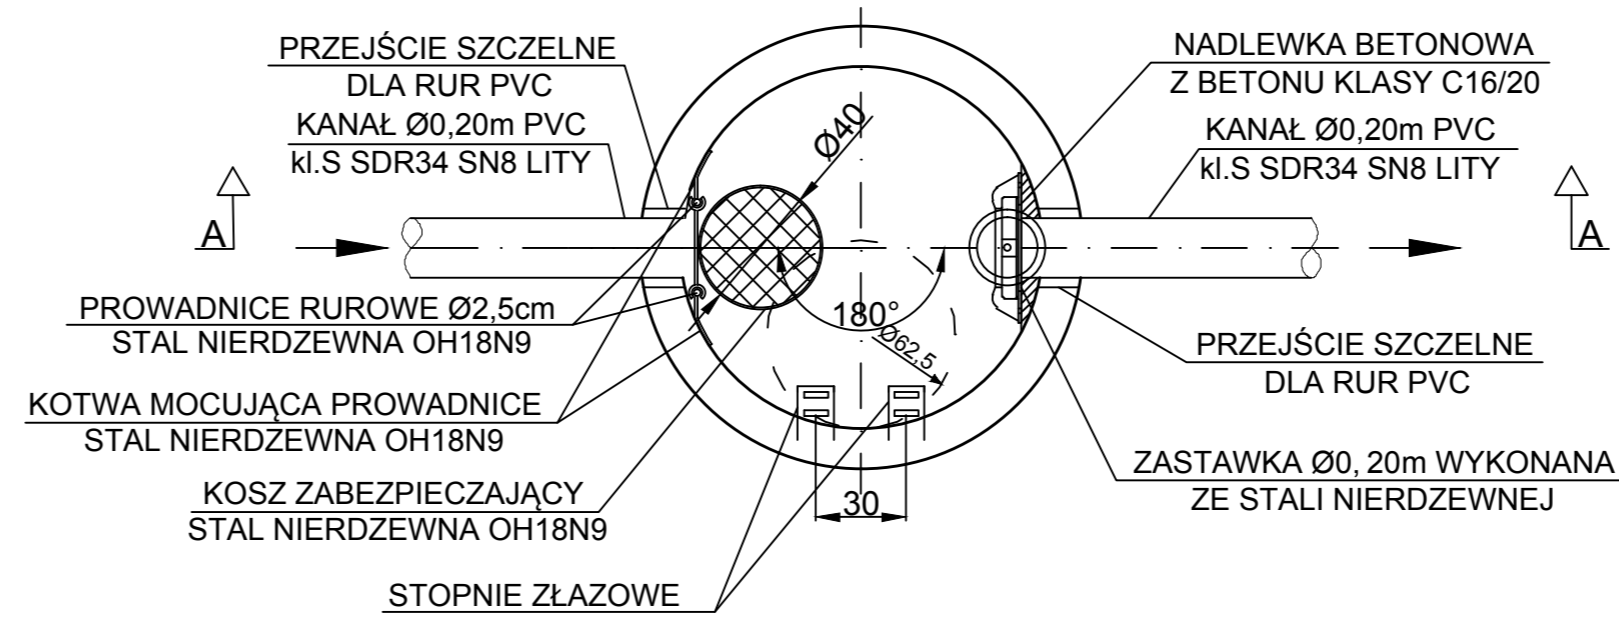 PRZEJŚCIE SZCZELNE
DLA RUR PVC
KANAŁ Ø0,20m PVC
kl.S SDR34 SN8 LITY
A
PROWADNICE RUROWE Ø2,5cm
STAL NIERDZEWNA OH18N9
KOTWA MOCUJĄCA PROWADNICE
STAL NIERDZEWNA OH18N9
KOSZ ZABEZPIECZAJĄCY
STAL NIERDZEWNA OH18N9
STOPNIE ZŁAZOWE
Ø40
180°
Ø62,5
30
NADLEWKA BETONOWA
Z BETONU KLASY C16/20
KANAŁ Ø0,20m PVC
kl.S SDR34 SN8 LITY
A
PRZEJŚCIE SZCZELNE
DLA RUR PVC
ZASTAWKA Ø0, 20m WYKONANA
ZE STALI NIERDZEWNEJ